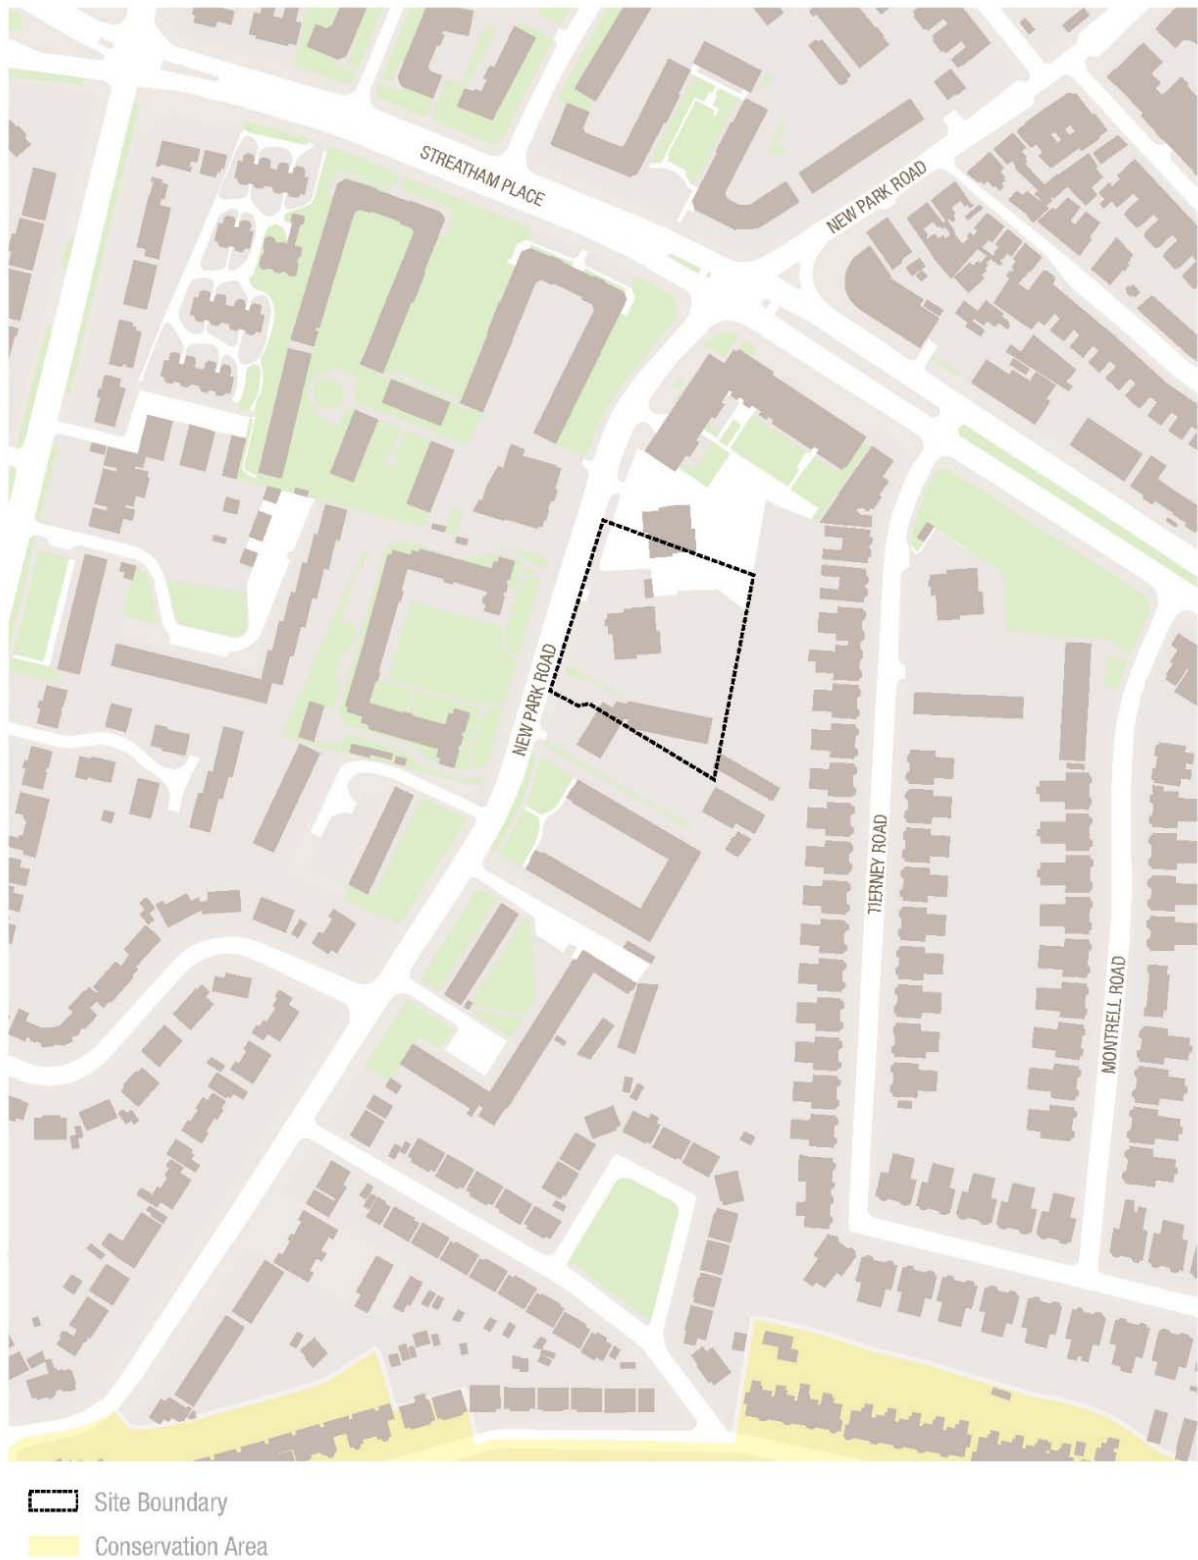 STREATHAM PLACE
NEW PARK ROAD
NEW PARK ROAD
TIERNEY ROAD
MONTRELL ROAD
Site Boundary
Conservation Area